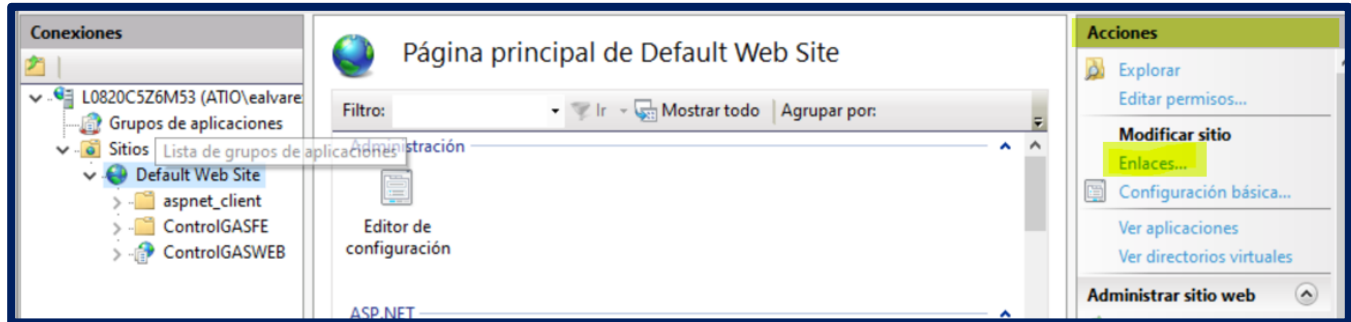 Conexiones
L0820C5Z6M53 (ATIO\ealvare
Grupos de aplicaciones
Sitios
Lista de grupos de aplicaciones
Default Web Site
aspnet_client
ControlGASFE
ControlGASWEB
Página principal de Default Web Site
Filtro:
Ir
Mostrar todo
Agrupar por:
Administración
Editor de
configuración
ASP.NET
Acciones
Explorar
Editar permisos...
Modificar sitio
Enlaces...
Configuración básica...
Ver aplicaciones
Ver directorios virtuales
Administrar sitio web